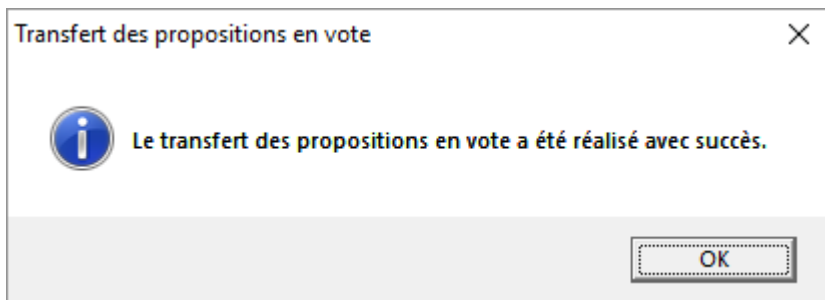 Transfert des propositions en vote
Le transfert des propositions en vote a été réalisé avec succès.
OK